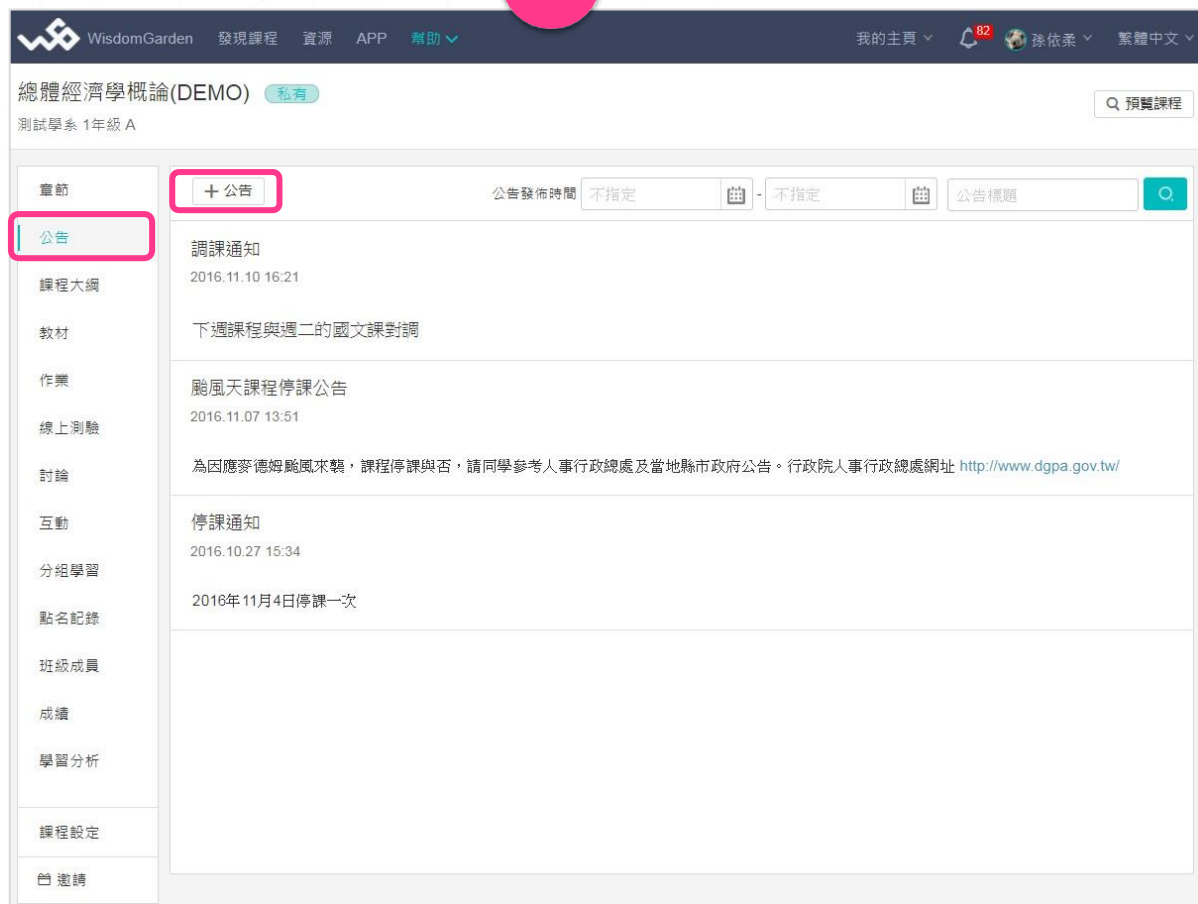 WisdomGarden 發現課程 資源 APP 幫助 我的主頁 82 孫依柔 繁體中文
總體經濟學概論(DEMO) 私有
預覽課程
測試學系 1年級 A
章節
公告
課程大綱
教材
作業
線上測驗
討論
互動
分組學習
點名記錄
班級成員
成績
學習分析
課程設定
邀請
+ 公告 公告發佈時間 不指定 - 不指定 公告標題
調課通知
2016.11.10 16:21
下週課程與週二的國文課對調
颱風天課程停課公告
2016.11.07 13:51
為因應麥德姆颱風來襲,課程停課與否,請同學參考人事行政總處及當地縣市政府公告。行政院人事行政總處網址 http://www.dgpa.gov.tw/
停課通知
2016.10.27 15:34
2016年11月4日停課一次